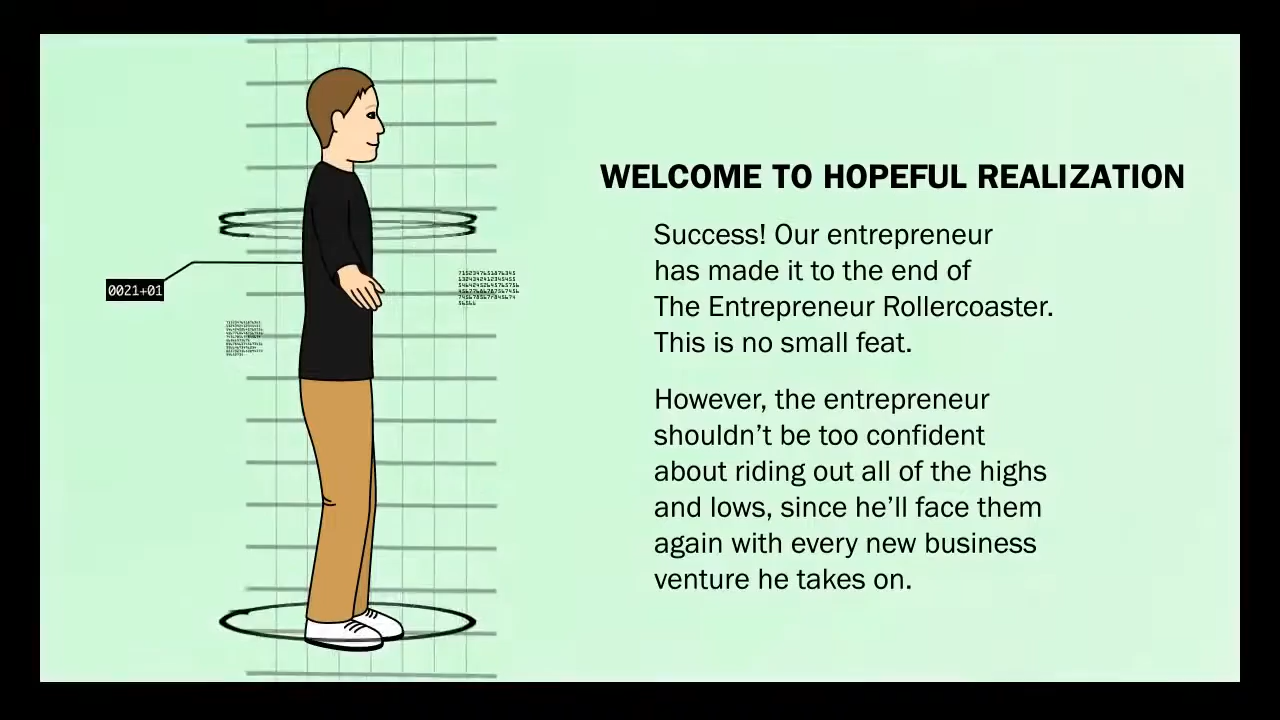 WELCOME TO HOPEFUL REALIZATION
Success! Our entrepreneur
has made it to the end of
The Entrepreneur Rollercoaster.
This is no small feat.
However, the entrepreneur
shouldn’t be too confident
about riding out all of the highs
and lows, since he’ll face them
again with every new business
venture he takes on.
0021+01